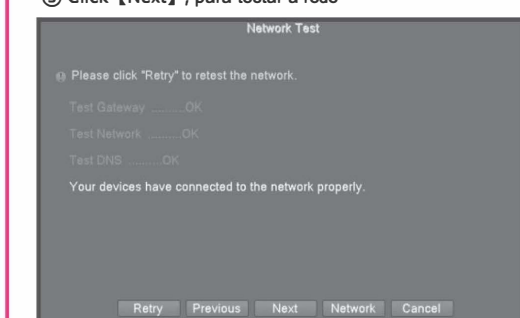 Click 【Next】, para testar a rede
Network Test
Please click "Retry" to retest the network.
Test Gateway .........OK
Test Network .........OK
Test DNS ..........OK
Your devices have connected to the network properly.
Retry Previous Next Network Cancel